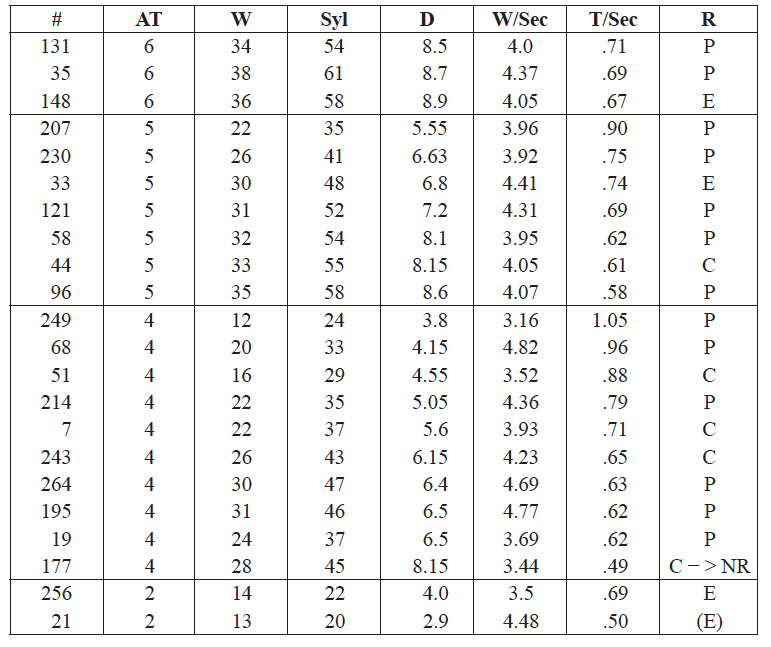 # AT W Syl D W/Sec T/Sec R
131 6 34 54 8.5 4.0 .71 P
35 6 38 61 8.7 4.37 .69 P
148 6 36 58 8.9 4.05 .67 E
207 5 22 35 5.55 3.96 .90 P
230 5 26 41 6.63 3.92 .75 P
33 5 30 48 6.8 4.41 .74 E
121 5 31 52 7.2 4.31 .69 P
58 5 32 54 8.1 3.95 .62 P
44 5 33 55 8.15 4.05 .61 C
96 5 35 58 8.6 4.07 .58 P
249 4 12 24 3.8 3.16 1.05 P
68 4 20 33 4.15 4.82 .96 P
51 4 16 29 4.55 3.52 .88 C
214 4 22 35 5.05 4.36 .79 P
7 4 22 37 5.6 3.93 .71 C
243 4 26 43 6.15 4.23 .65 C
264 4 30 47 6.4 4.69 .63 P
195 4 31 46 6.5 4.77 .62 P
19 4 24 37 6.5 3.69 .62 P
177 4 28 45 8.15 3.44 .49 C − > NR
256 2 14 22 4.0 3.5 .69 E
21 2 13 20 2.9 4.48 .50 (E)